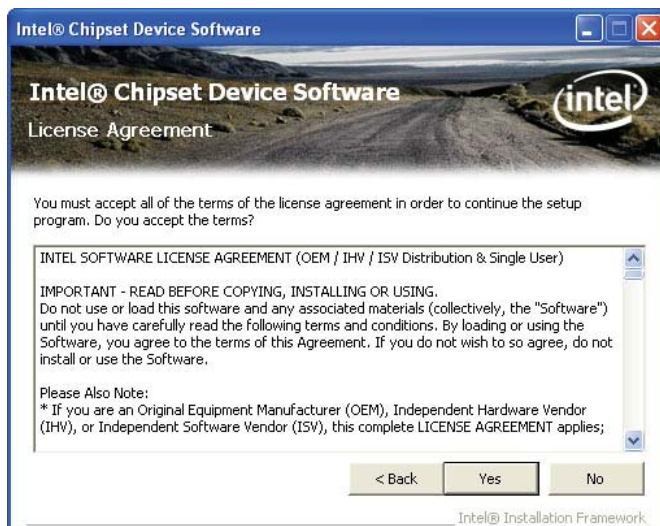 Intel® Chipset Device Software
Intel® Chipset Device Software
intel
License Agreement
You must accept all of the terms of the license agreement in order to continue the setup
program. Do you accept the terms?
INTEL SOFTWARE LICENSE AGREEMENT (OEM / IHV / ISV Distribution & Single User)
IMPORTANT - READ BEFORE COPYING, INSTALLING OR USING.
Do not use or load this software and any associated materials (collectively, the "Software")
until you have carefully read the following terms and conditions. By loading or using the
Software, you agree to the terms of this Agreement. If you do not wish to so agree, do not
install or use the Software.
Please Also Note:
* If you are an Original Equipment Manufacturer (OEM), Independent Hardware Vendor
(IHV), or Independent Software Vendor (ISV), this complete LICENSE AGREEMENT applies;
< Back Yes No
Intel® Installation Framework